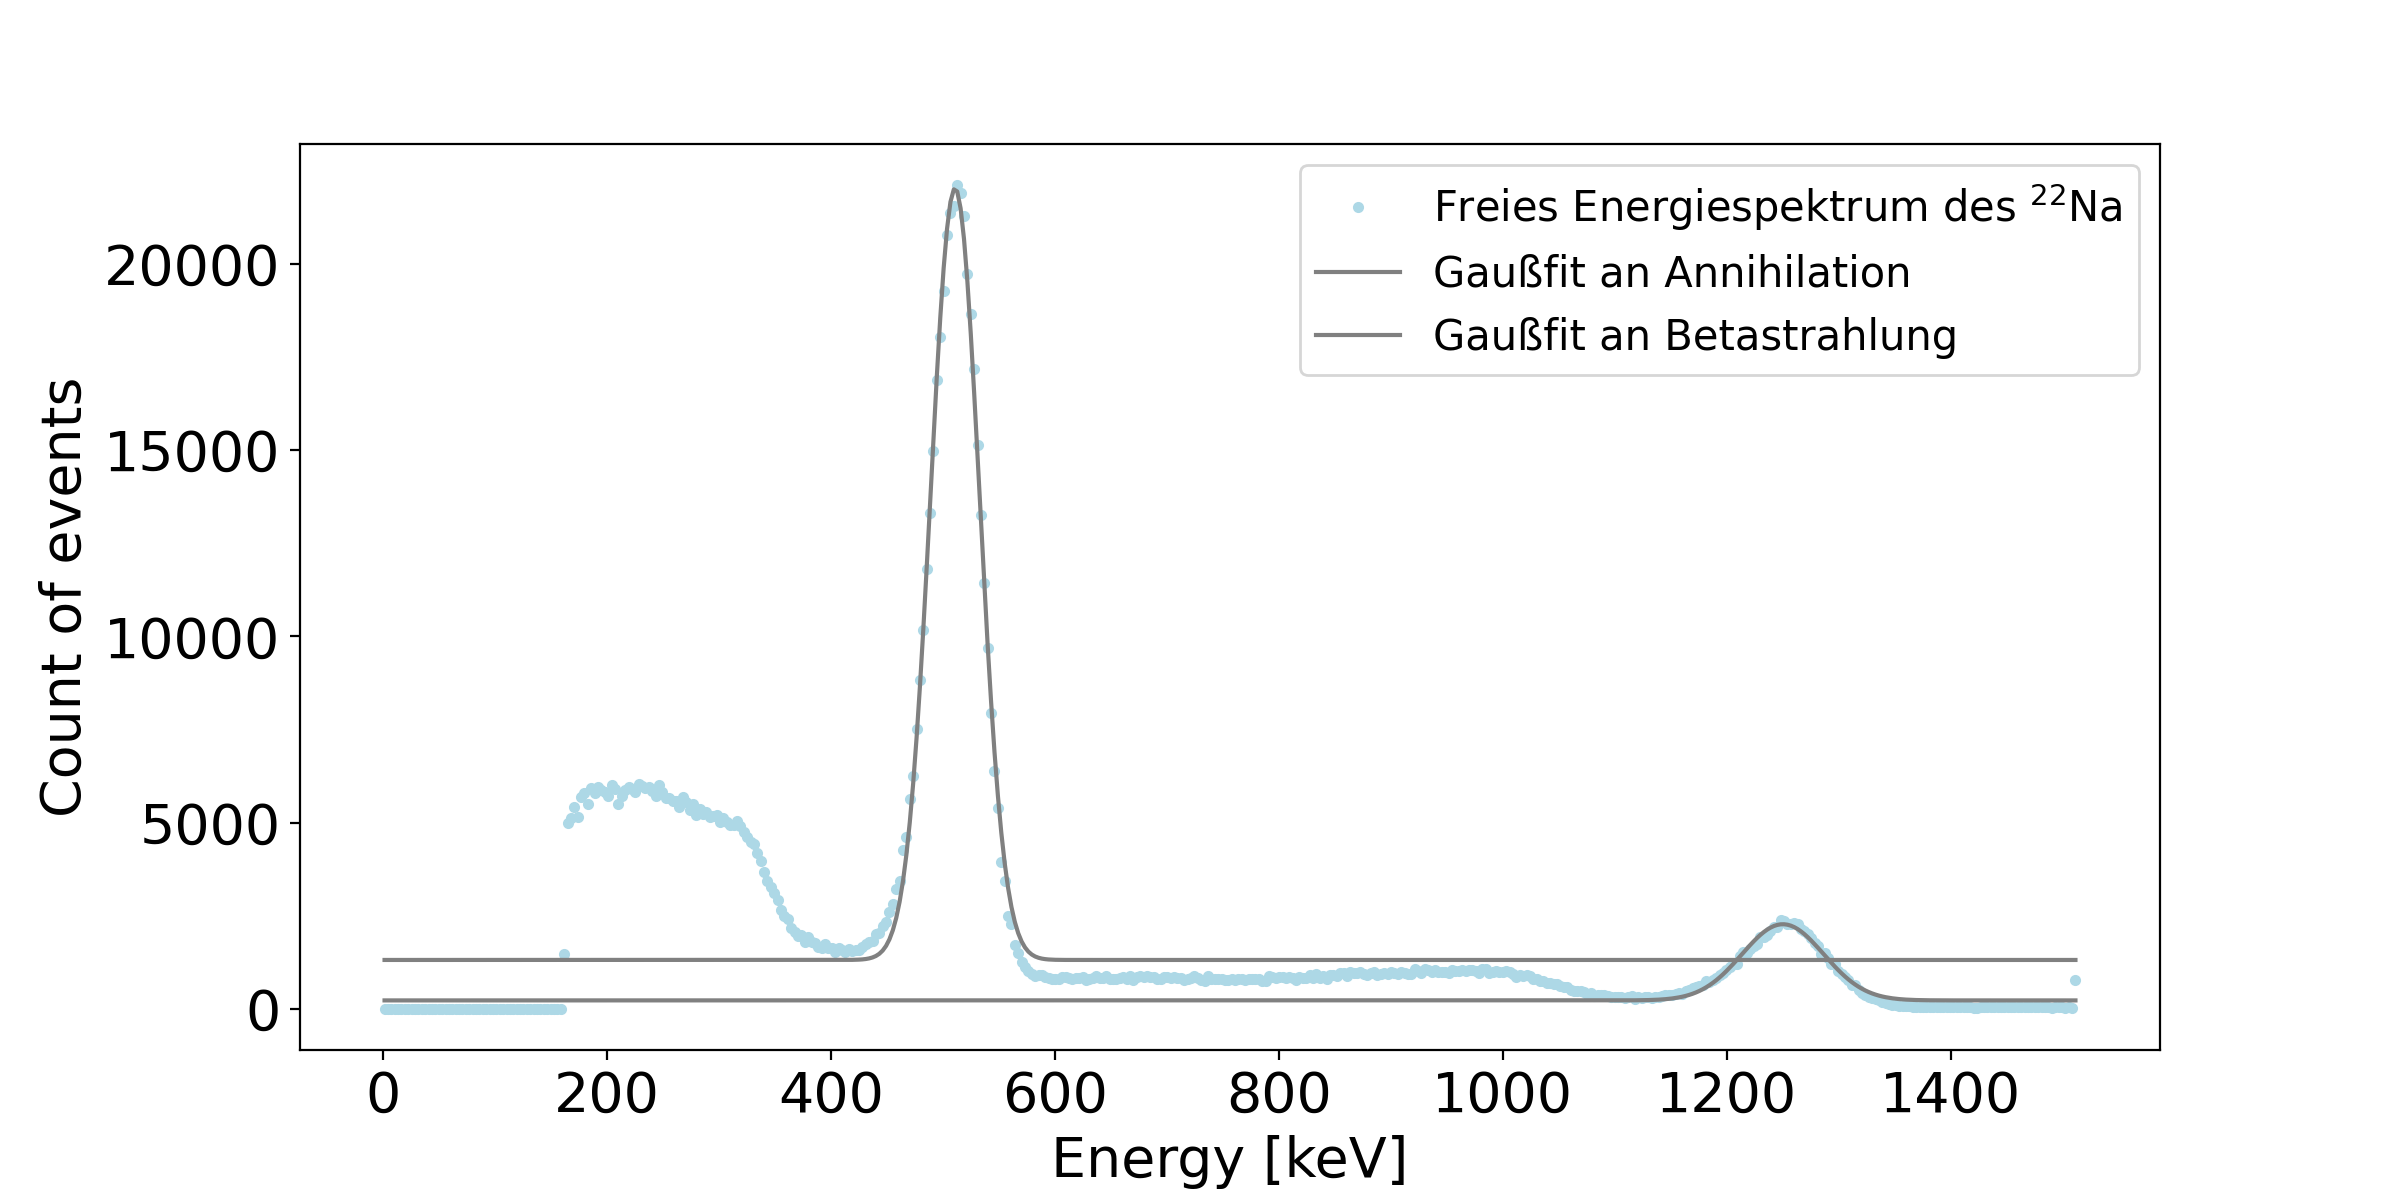 Freies Energiespektrum des ²²Na
Gaußfit an Annihilation
Gaußfit an Betastrahlung
Count of events
20000
15000
10000
5000
0
0 200 400 600 800 1000 1200 1400
Energy [keV]